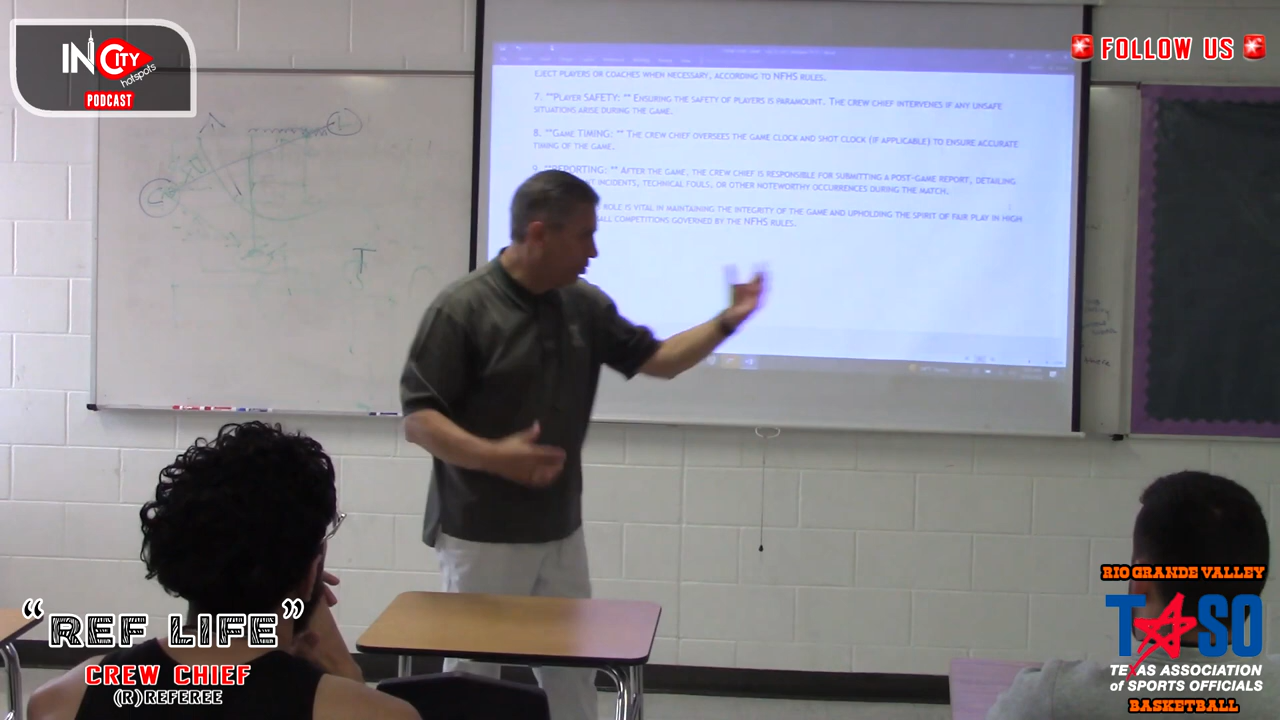 IN CITY
hotspots
PODCAST
🚨 FOLLOW US 🚨
EJECT PLAYERS OR COACHES WHEN NECESSARY, ACCORDING TO NFHS RULES.
7. **PLAYER SAFETY: ** ENSURING THE SAFETY OF PLAYERS IS PARAMOUNT. THE CREW CHIEF INTERVENES IF ANY UNSAFE
SITUATIONS ARISE DURING THE GAME.
8. **GAME TIMING: ** THE CREW CHIEF OVERSEES THE GAME CLOCK AND SHOT CLOCK (IF APPLICABLE) TO ENSURE ACCURATE
TIMING OF THE GAME.
9. **REPORTING: ** AFTER THE GAME, THE CREW CHIEF IS RESPONSIBLE FOR SUBMITTING A POST-GAME REPORT, DETAILING
INCIDENTS, TECHNICAL FOULS, OR OTHER NOTEWORTHY OCCURRENCES DURING THE MATCH.
ROLE IS VITAL IN MAINTAINING THE INTEGRITY OF THE GAME AND UPHOLDING THE SPIRIT OF FAIR PLAY IN HIGH
COMPETITIONS GOVERNED BY THE NFHS RULES.
C
L
T
“REF LIFE”
CREW CHIEF
(R)REFEREE
RIO GRANDE VALLEY
TASO
TEXAS ASSOCIATION
of SPORTS OFFICIALS
BASKETBALL